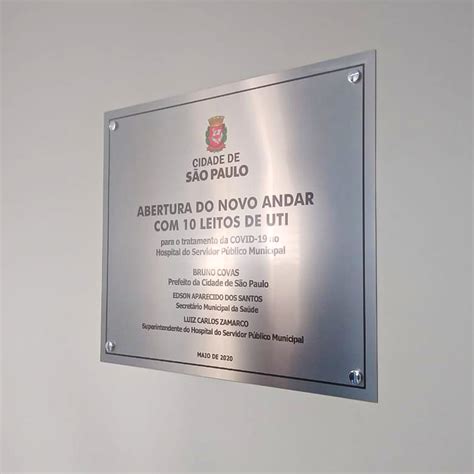 CIDADE DE
SÃO PAULO
ABERTURA DO NOVO ANDAR
COM 10 LEITOS DE UTI
para o tratamento da COVID-19 no
Hospital do Servidor Público Municipal
BRUNO COVAS
Prefeito da Cidade de São Paulo
EDSON APARECIDO DOS SANTOS
Secretário Municipal da Saúde
LUIZ CARLOS ZAMARCO
Superintendente do Hospital do Servidor Público Municipal
MAIO DE 2020